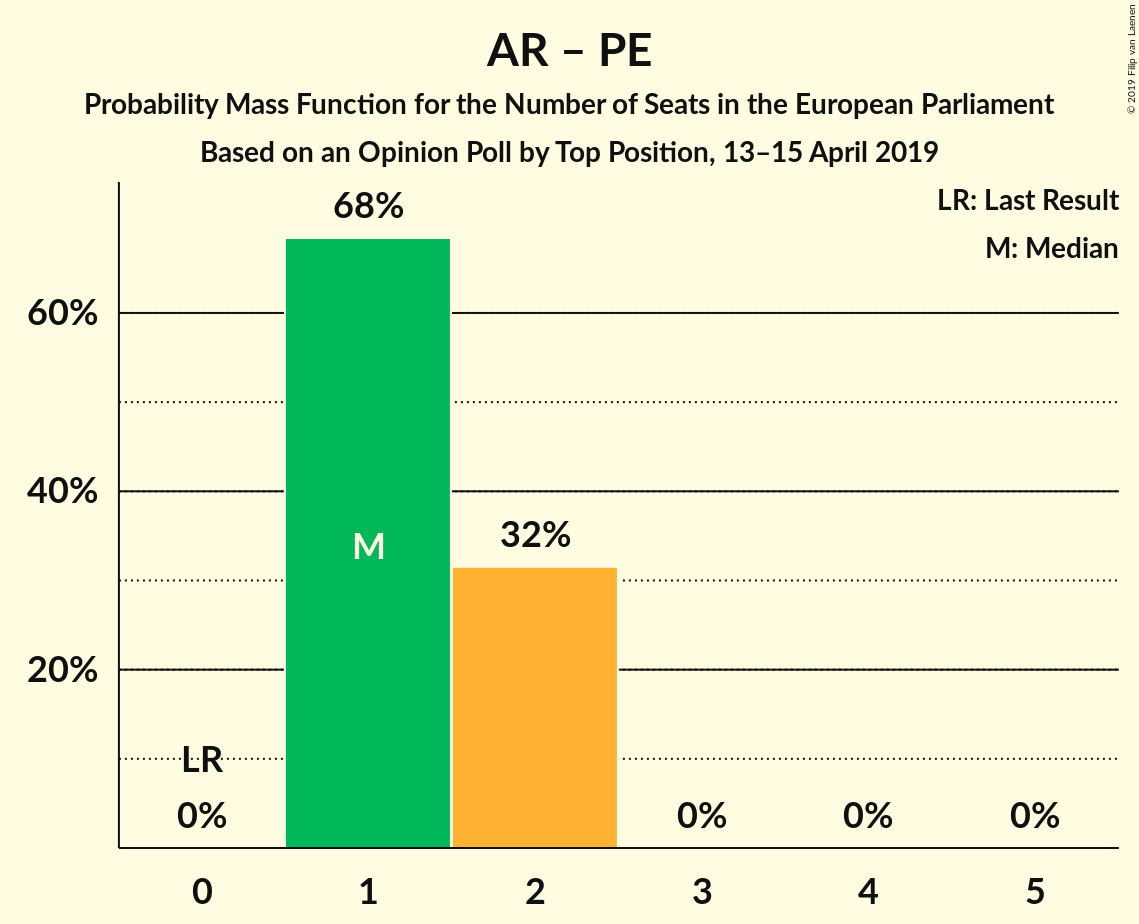 AR – PE
Probability Mass Function for the Number of Seats in the European Parliament
Based on an Opinion Poll by Top Position, 13–15 April 2019
© 2019 Filip van Laenen
LR: Last Result
M: Median
68%
60%
40%
32%
M
20%
LR
0%
0%
0%
0%
0
1
2
3
4
5